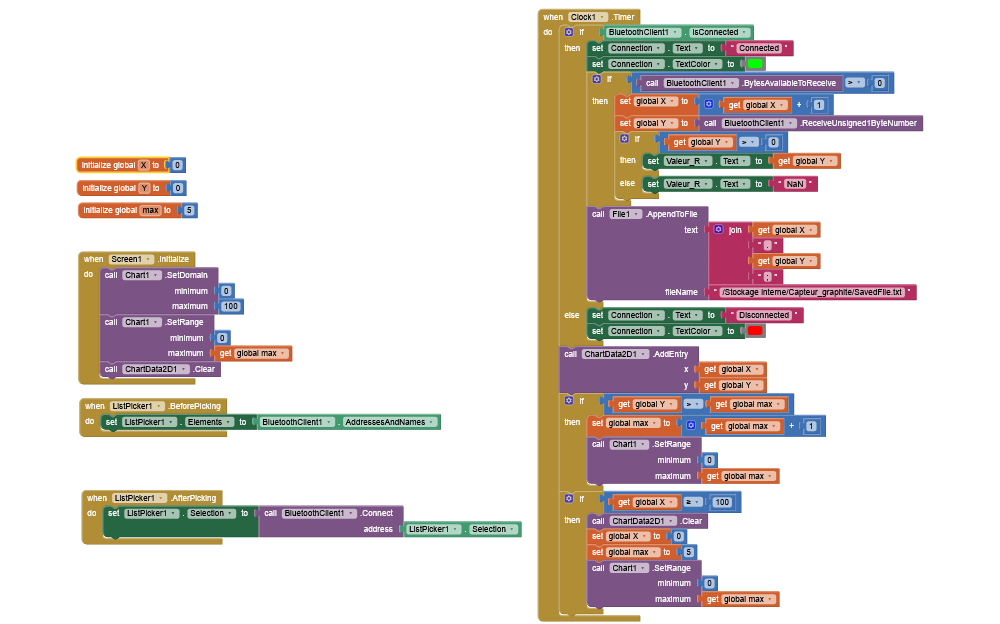 initialize global X to 0
initialize global Y to 0
initialize global max to 5
when Screen1 .Initialize
do call Chart1 .SetDomain
minimum 0
maximum 100
call Chart1 .SetRange
minimum 0
maximum get global max
call ChartData2D1 .Clear
when ListPicker1 .BeforePicking
do set ListPicker1 . Elements to BluetoothClient1 . AddressesAndNames
when ListPicker1 .AfterPicking
do set ListPicker1 . Selection to call BluetoothClient1 .Connect
address ListPicker1 . Selection
when Clock1 .Timer
do if BluetoothClient1 . IsConnected
then set Connection . Text to " Connected "
set Connection . TextColor to
if call BluetoothClient1 .BytesAvailableToReceive > 0
then set global X to get global X + 1
set global Y to call BluetoothClient1 .ReceiveUnsigned1ByteNumber
if get global Y > 0
then set Valeur_R . Text to get global Y
else set Valeur_R . Text to " NaN "
call File1 .AppendToFile
text join get global X
get global Y
fileName " /Stockage interne/Capteur_graphite/SavedFile.txt "
else set Connection . Text to " Disconnected "
set Connection . TextColor to
call ChartData2D1 .AddEntry
x get global X
y get global Y
if get global Y > get global max
then set global max to get global max + 1
call Chart1 .SetRange
minimum 0
maximum get global max
if get global X ≥ 100
then call ChartData2D1 .Clear
set global X to 0
set global max to 5
call Chart1 .SetRange
minimum 0
maximum get global max